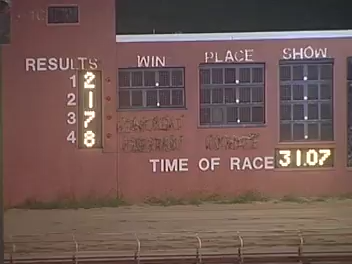 WIN PLACE SHOW
RESULTS
1 2
2 1
3 7
4 8
TIME OF RACE 31.07